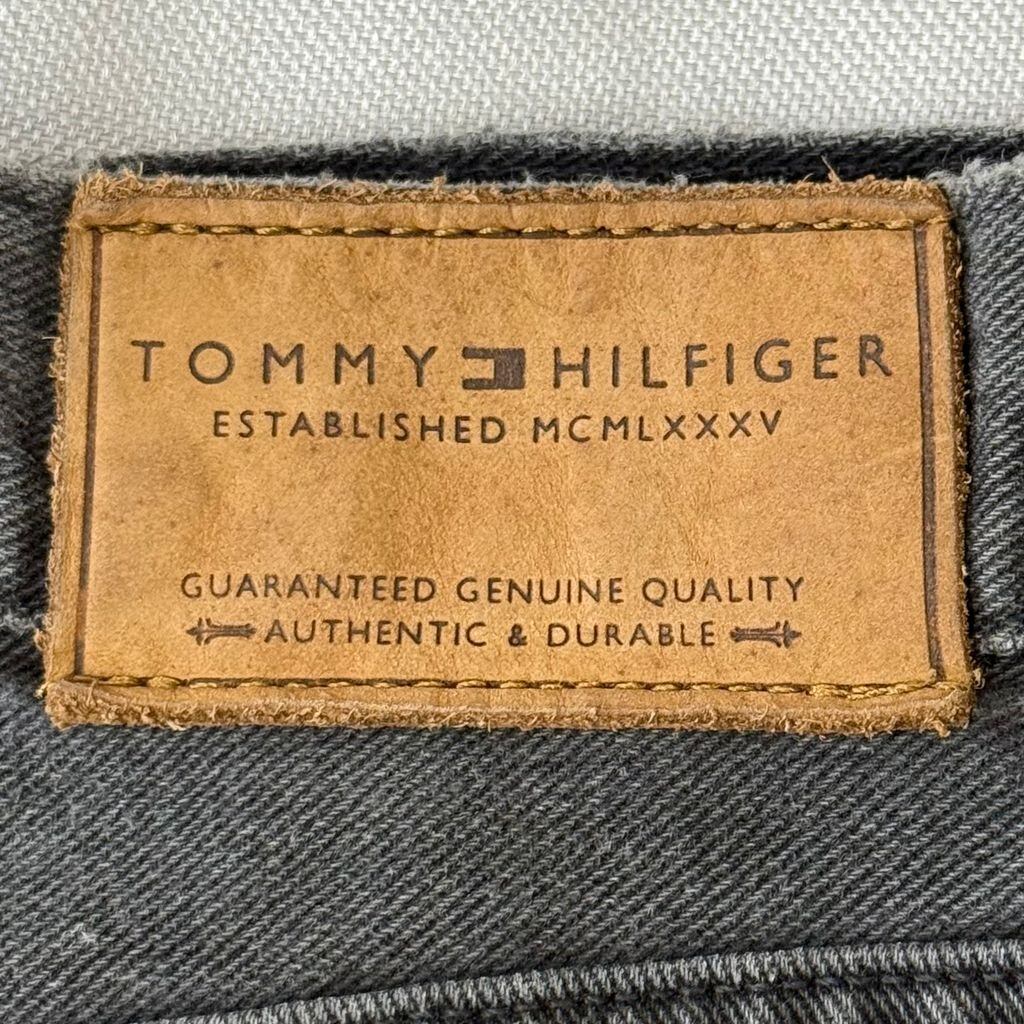 TOMMY HILFIGER
ESTABLISHED MCMLXXXV
GUARANTEED GENUINE QUALITY
AUTHENTIC & DURABLE